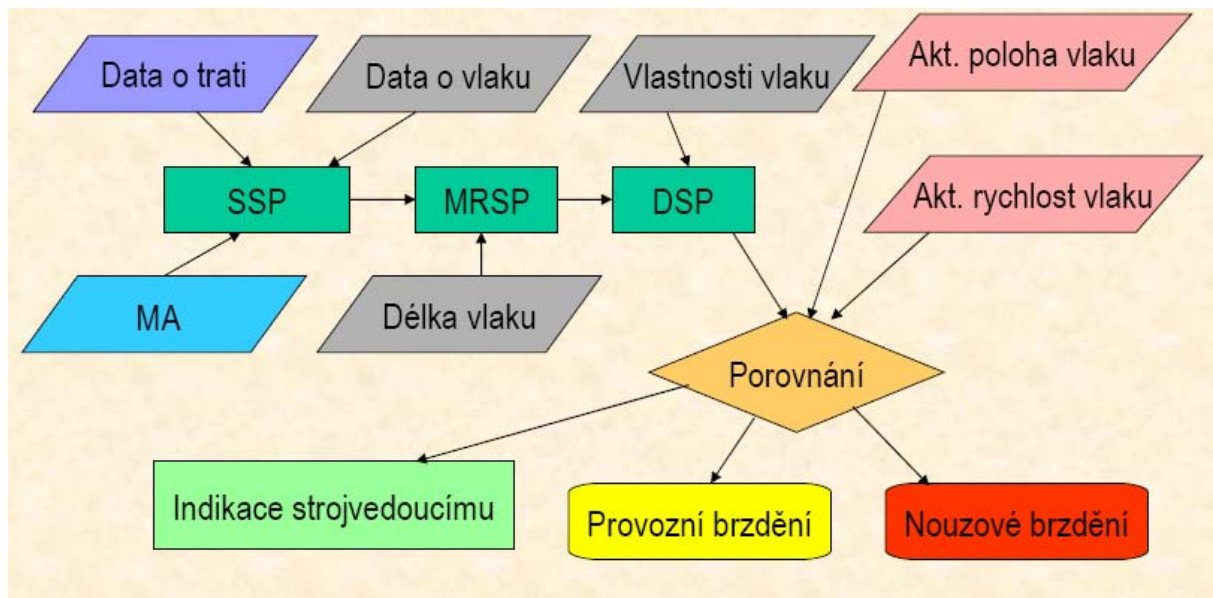 Data o trati
Data o vlaku
Vlastnosti vlaku
Akt. poloha vlaku
SSP
MRSP
DSP
Akt. rychlost vlaku
MA
Délka vlaku
Porovnání
Indikace strojvedoucímu
Provozní brzdění
Nouzové brzdění